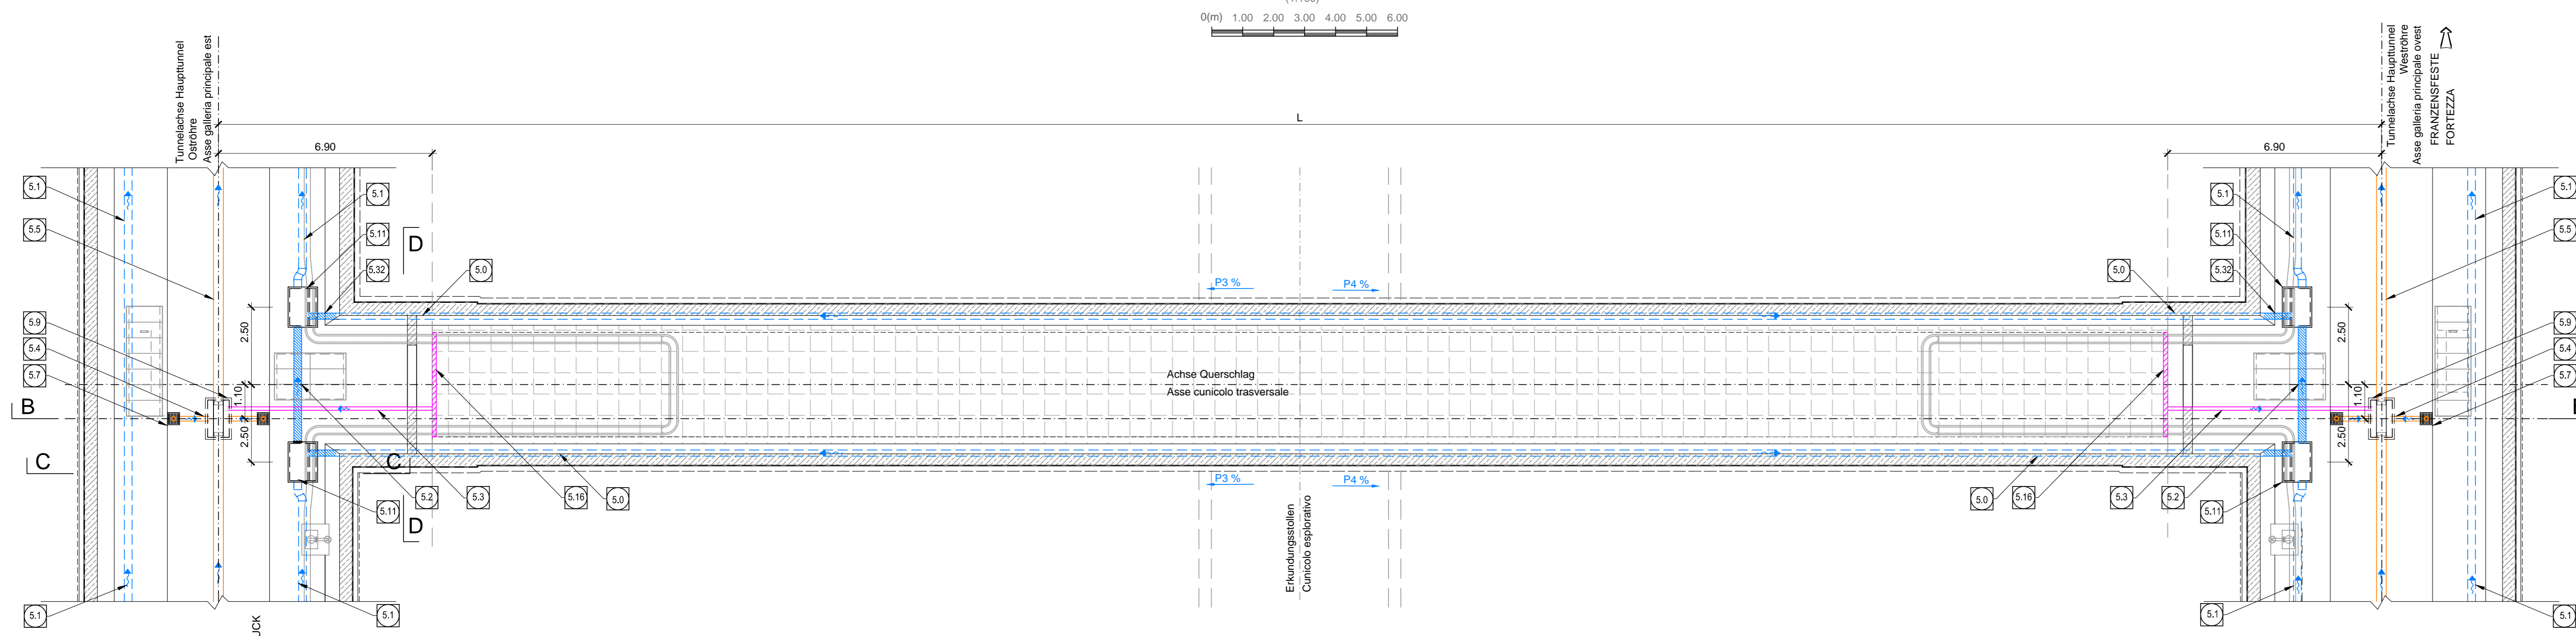 (1:100)
0(m) 1.00 2.00 3.00 4.00 5.00 6.00
Tunnelachse Haupttunnel
Oströhre
Asse galleria principale est
Tunnelachse Haupttunnel
Weströhre
Asse galleria principale ovest
FRANZENSFESTE
FORTEZZA
L
6.90
6.90
5.1
5.5
5.9
5.4
5.7
B
C
5.1
5.1
5.11
5.32
D
5.0
2.50
1.10
2.50
C
D
5.11
5.2
5.3
5.16
5.0
5.1
UCK
P3 %
P4 %
Achse Querschlag
Asse cunicolo trasversale
P3 %
P4 %
Erkundungsstollen
Cunicolo esplorativo
5.1
5.11
5.32
5.0
2.50
1.10
2.50
5.0
5.16
5.3
5.2
5.11
5.1
5.1
5.5
5.9
5.4
5.7
5.1